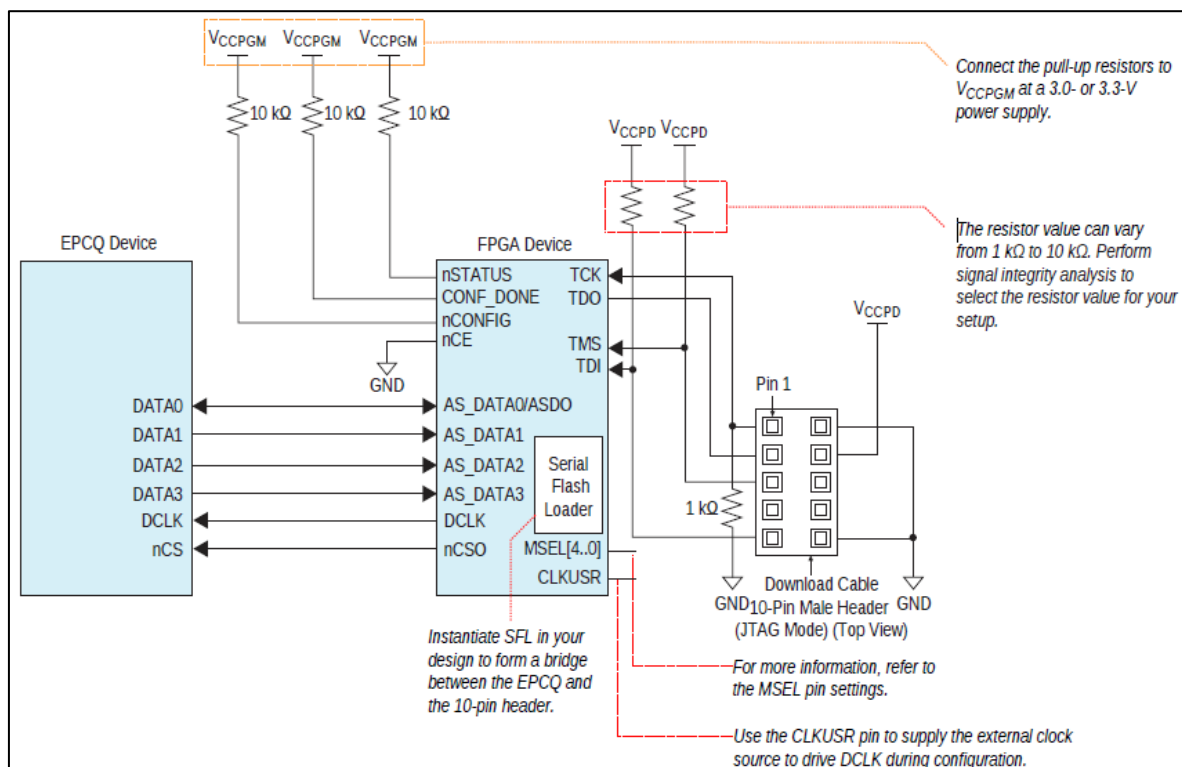 VCCPGM VCCPGM VCCPGM
Connect the pull-up resistors to
VCCPGM at a 3.0- or 3.3-V
power supply.
10 kΩ 10 kΩ 10 kΩ
VCCPD VCCPD
The resistor value can vary
from 1 kΩ to 10 kΩ. Perform
signal integrity analysis to
select the resistor value for your
setup.
EPCQ Device
FPGA Device
nSTATUS
CONF_DONE
nCONFIG
nCE
GND
TCK
TDO
TMS
TDI
VCCPD
Pin 1
DATA0
DATA1
DATA2
DATA3
DCLK
nCS
AS_DATA0/ASDO
AS_DATA1
AS_DATA2
AS_DATA3
DCLK
nCSO
Serial
Flash
Loader
MSEL[4..0]
CLKUSR
1 kΩ
GND
GND
Download Cable
10-Pin Male Header
(JTAG Mode) (Top View)
Instantiate SFL in your
design to form a bridge
between the EPCQ and
the 10-pin header.
For more information, refer to
the MSEL pin settings.
Use the CLKUSR pin to supply the external clock
source to drive DCLK during configuration.